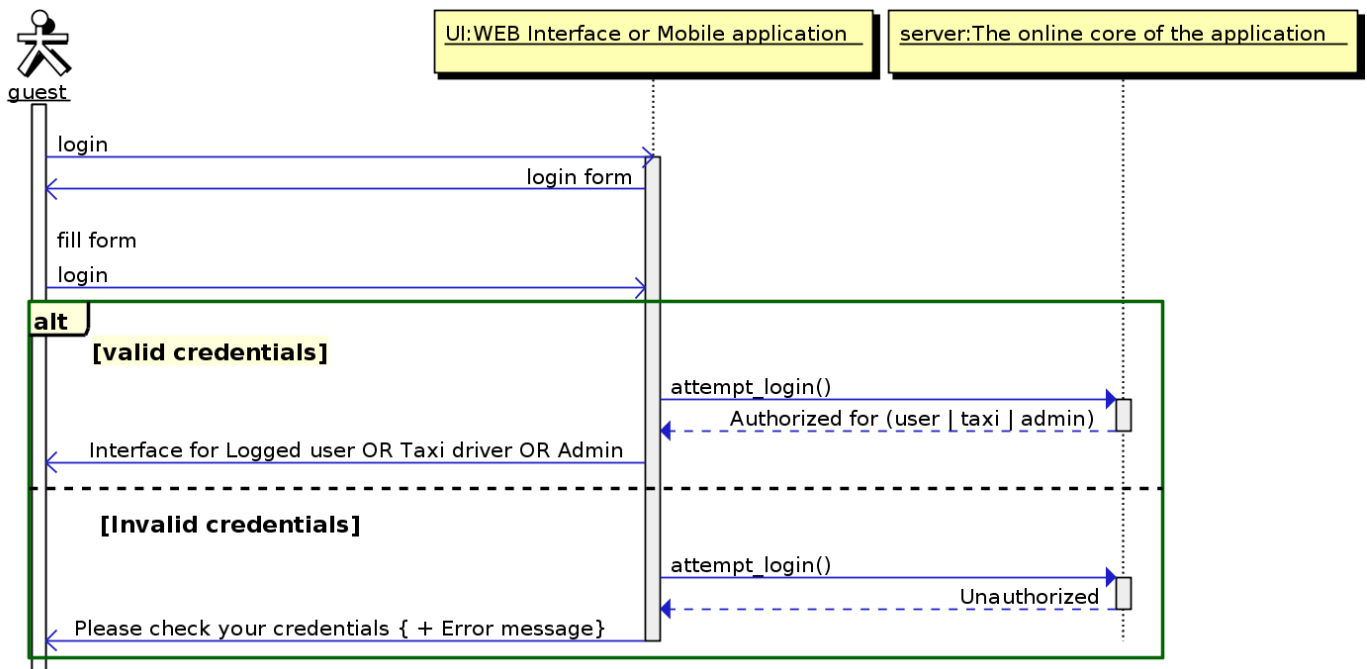 guest
UI:WEB Interface or Mobile application
server:The online core of the application
login
login form
fill form
login
alt
[valid credentials]
attempt_login()
Authorized for (user | taxi | admin)
Interface for Logged user OR Taxi driver OR Admin
[Invalid credentials]
attempt_login()
Unauthorized
Please check your credentials { + Error message}